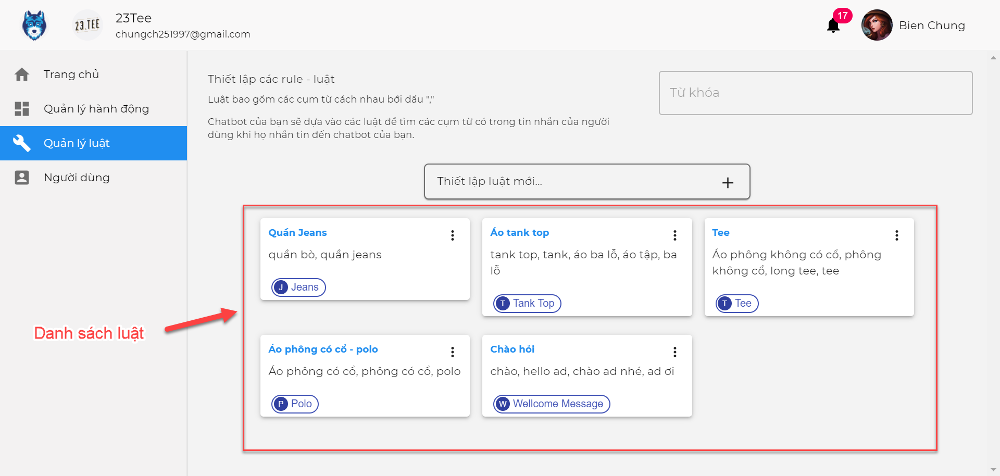 23.TEE
23Tee
chungch251997@gmail.com
17
Bien Chung
Trang chủ
Quản lý hành động
Quản lý luật
Người dùng
Thiết lập các rule - luật
Luật bao gồm các cụm từ cách nhau bới dấu ","
Chatbot của bạn sẽ dựa vào các luật để tìm các cụm từ có trong tin nhắn của người
dùng khi họ nhắn tin đến chatbot của bạn.
Từ khóa
Thiết lập luật mới...
Quần Jeans
quần bò, quần jeans
J Jeans
Áo tank top
tank top, tank, áo ba lỗ, áo tập, ba
lỗ
T Tank Top
Tee
Áo phông không có cổ, phông
không cổ, long tee, tee
T Tee
Danh sách luật
Áo phông có cổ - polo
Áo phông có cổ, phông có cổ, polo
P Polo
Chào hỏi
chào, hello ad, chào ad nhé, ad ơi
W Wellcome Message